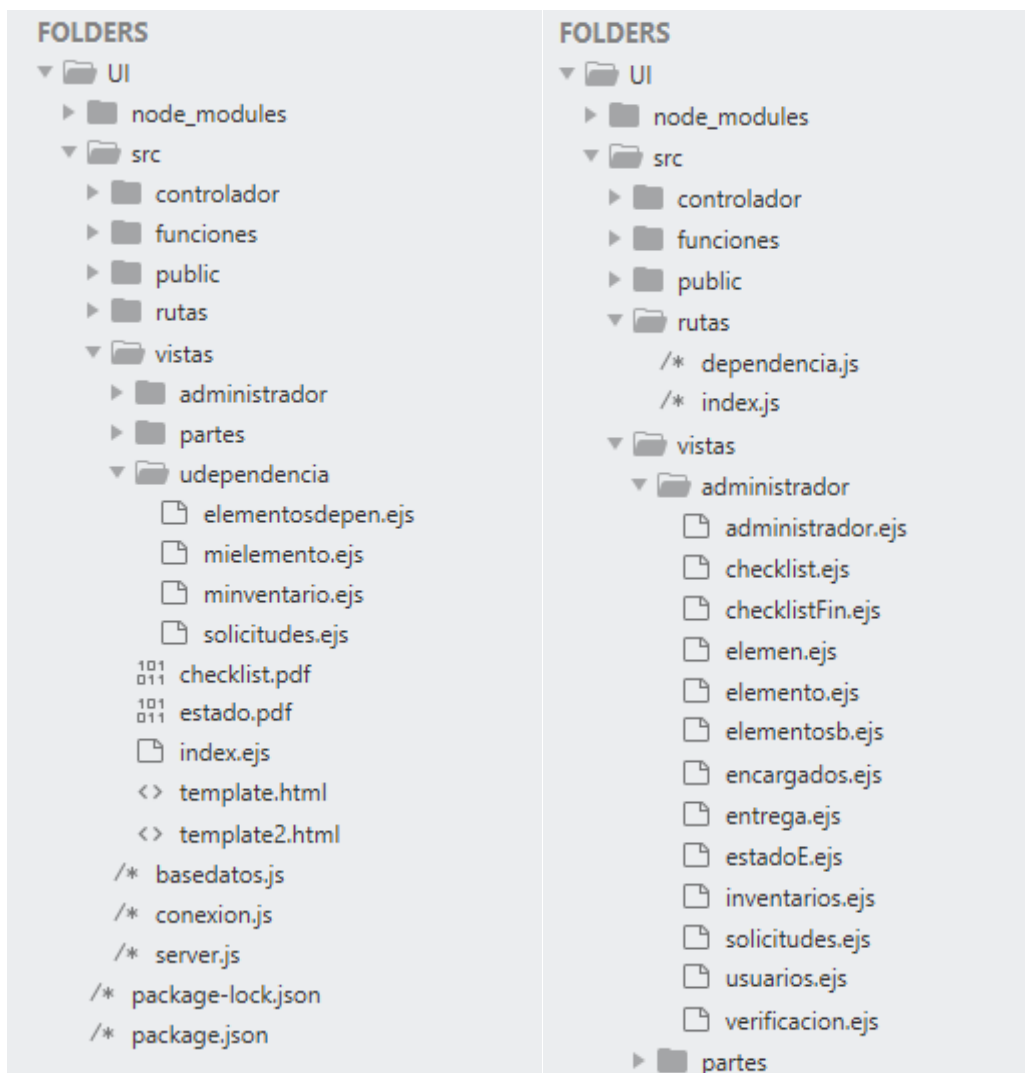 FOLDERS
UI
node_modules
src
controlador
funciones
public
rutas
vistas
administrador
partes
udependencia
elementosdepen.ejs
mielemento.ejs
minventario.ejs
solicitudes.ejs
101
011 checklist.pdf
101
011 estado.pdf
index.ejs
<> template.html
<> template2.html
/* basedatos.js
/* conexion.js
/* server.js
/* package-lock.json
/* package.json
FOLDERS
UI
node_modules
src
controlador
funciones
public
rutas
/* dependencia.js
/* index.js
vistas
administrador
administrador.ejs
checklist.ejs
checklistFin.ejs
elemen.ejs
elemento.ejs
elementosb.ejs
encargados.ejs
entrega.ejs
estadoE.ejs
inventarios.ejs
solicitudes.ejs
usuarios.ejs
verificacion.ejs
partes